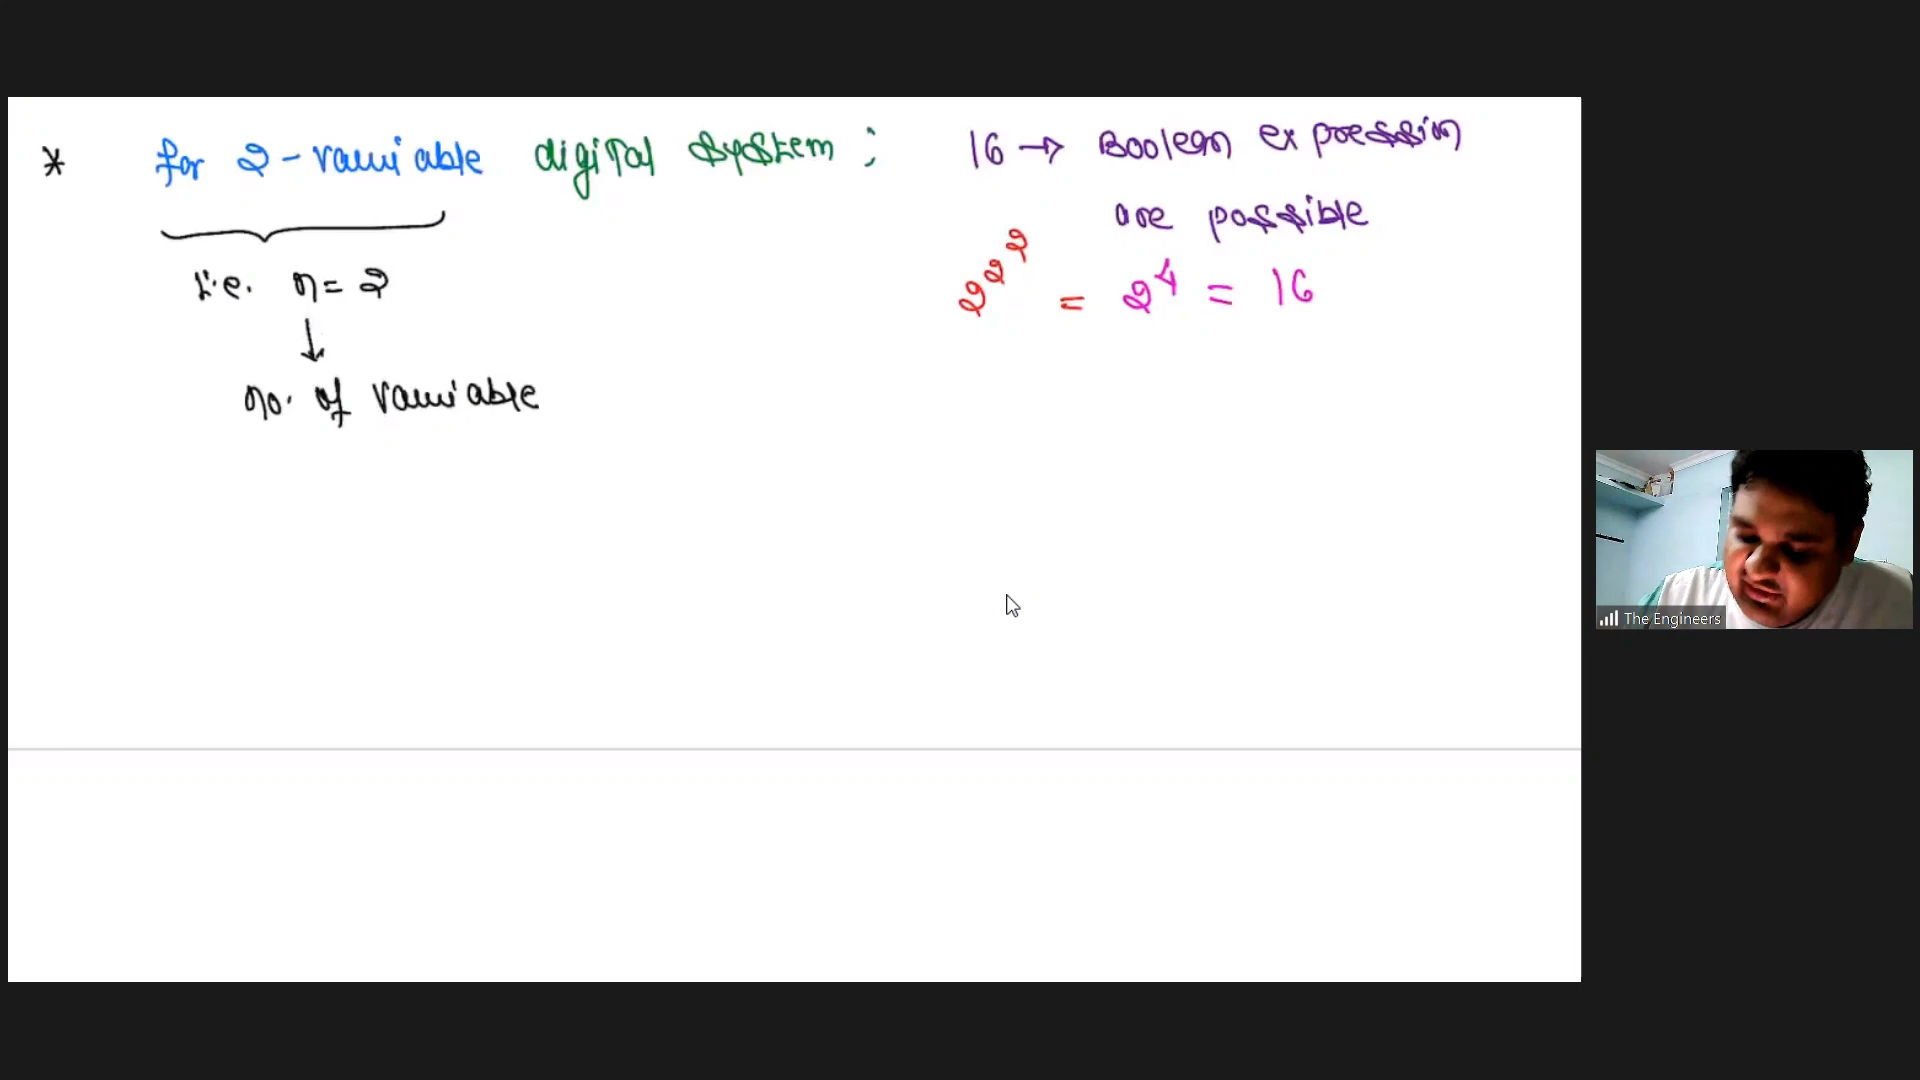 * for 2-variable digital system : 16 → Boolean expression
are possible
i.e. n = 2
2^2^2 = 2^4 = 16
↓
no. of variable
The Engineers